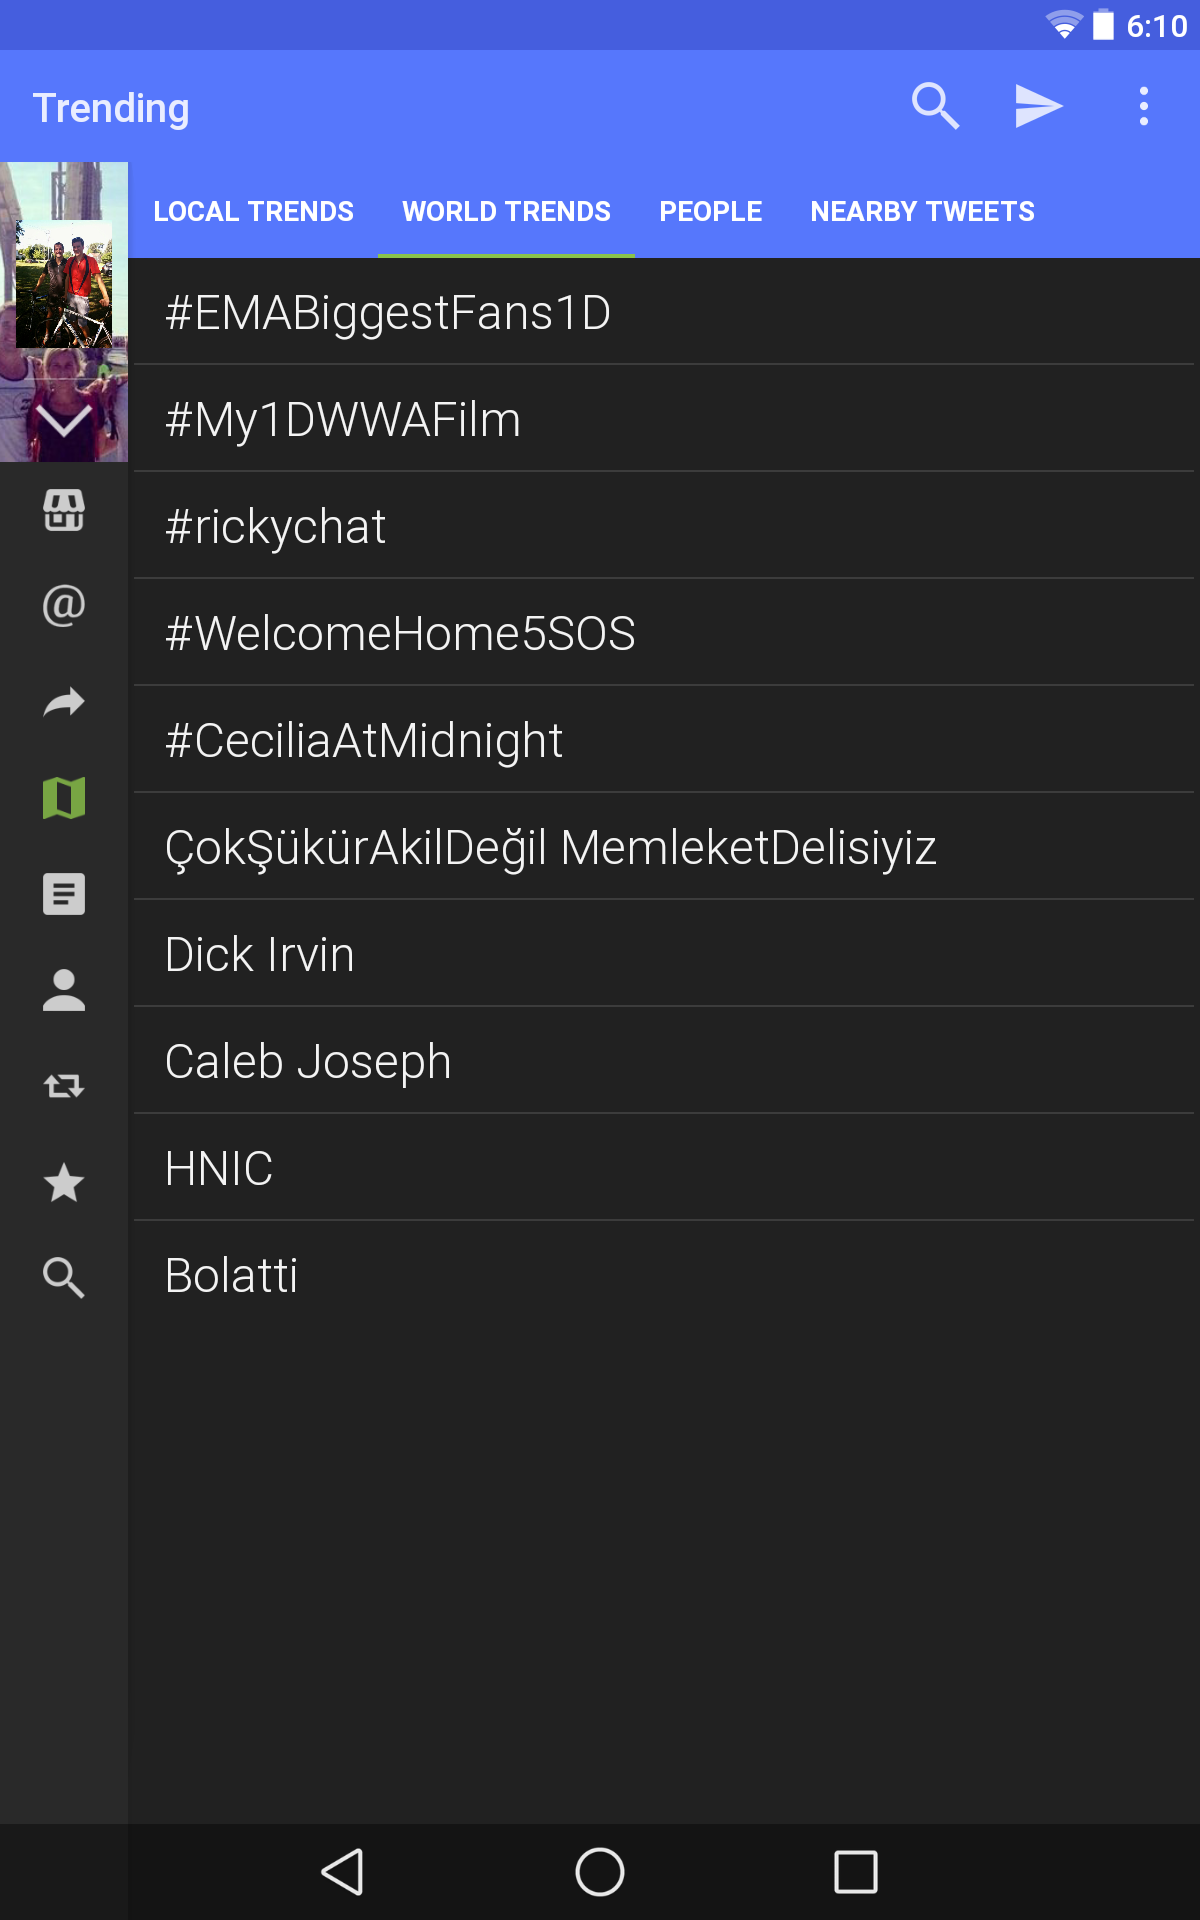 6:10
Trending
LOCAL TRENDS WORLD TRENDS PEOPLE NEARBY TWEETS
#EMABiggestFans1D
#My1DWWAFilm
#rickychat
#WelcomeHome5SOS
#CeciliaAtMidnight
ÇokŞükürAkilDeğil MemleketDelisiyiz
Dick Irvin
Caleb Joseph
HNIC
Bolatti